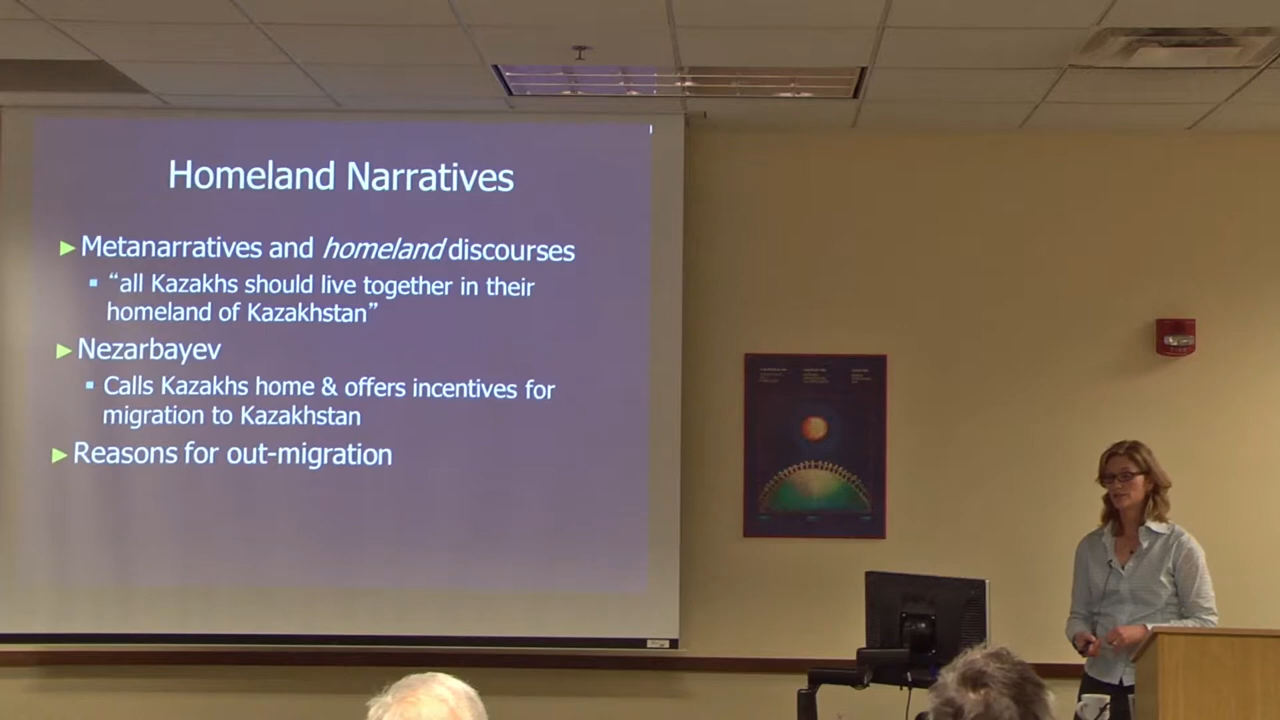 Homeland Narratives
► Metanarratives and homeland discourses
▪ “all Kazakhs should live together in their
homeland of Kazakhstan”
► Nezarbayev
▪ Calls Kazakhs home & offers incentives for
migration to Kazakhstan
► Reasons for out-migration